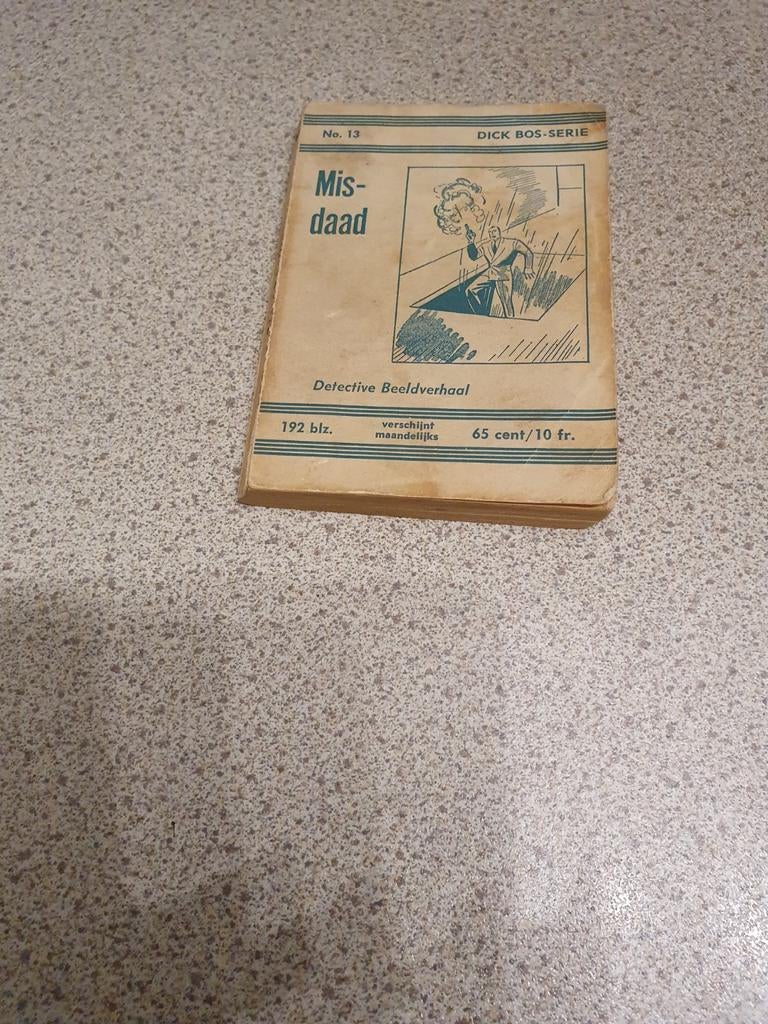 No. 13 DICK BOS-SERIE
Mis-
daad
Detective Beeldverhaal
192 blz. verschijnt maandelijks 65 cent/10 fr.